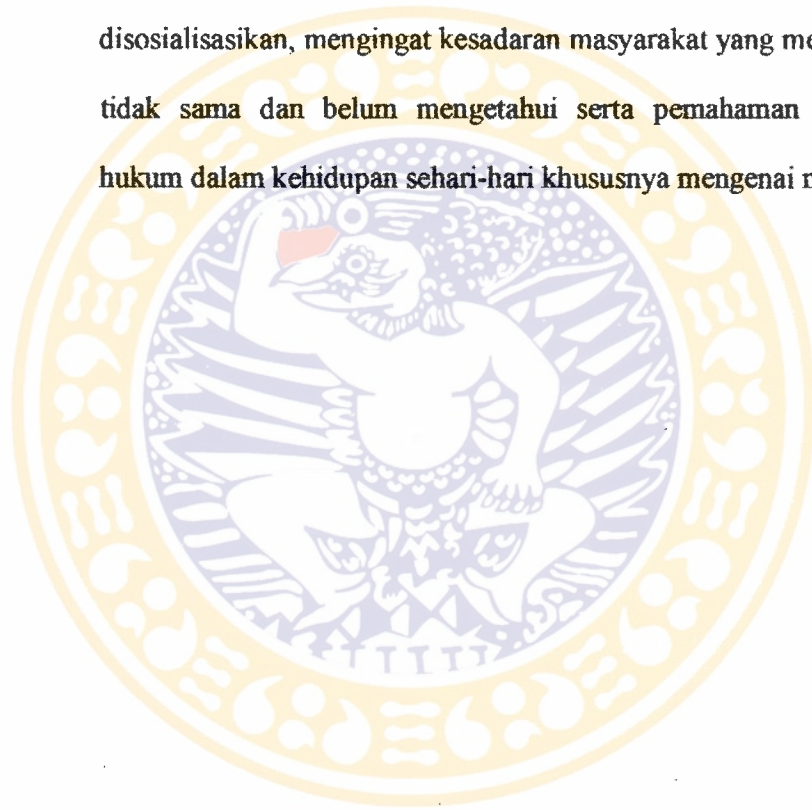 disosialisasikan, mengingat kesadaran masyarakat yang
tidak sama dan belum mengetahui serta pemahaman
hukum dalam kehidupan sehari-hari khususnya mengenai